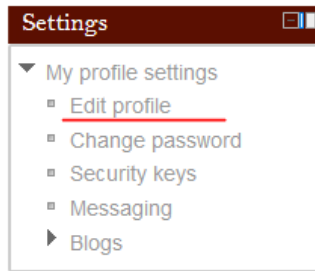 Settings
My profile settings
Edit profile
Change password
Security keys
Messaging
Blogs